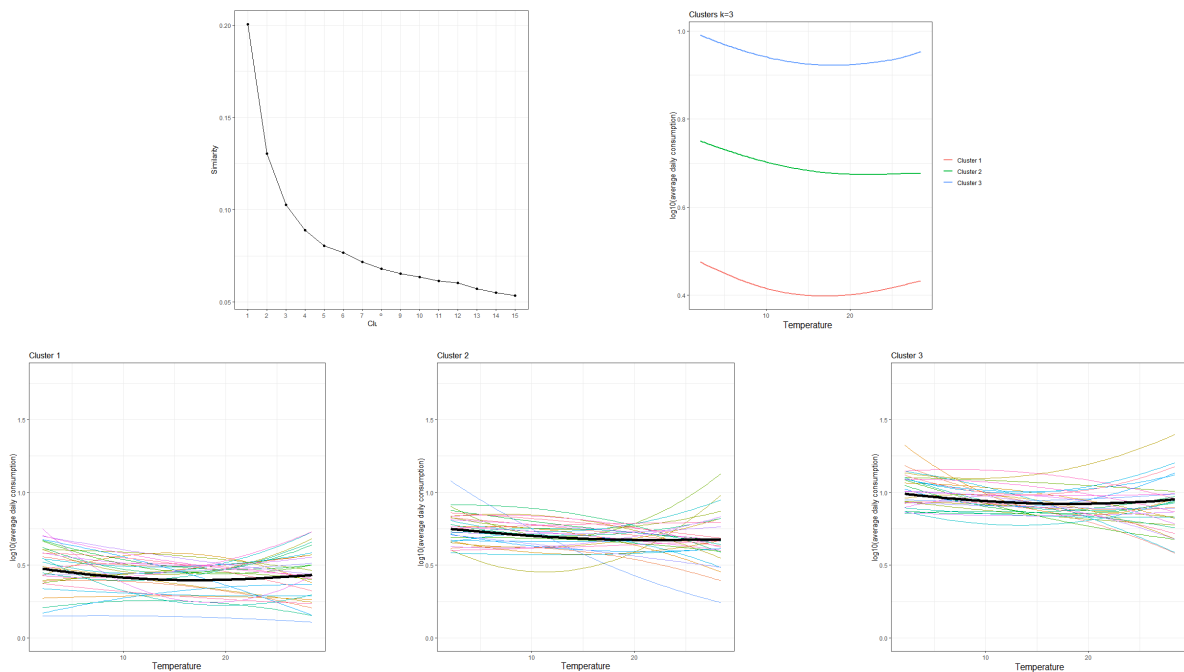 0.20
0.15
0.10
0.05
Similarity
1 2 3 4 5 6 7 8 9 10 11 12 13 14 15
Clusters k=3
1.0
0.8
0.6
0.4
log10(average daily consumption)
10 20
Temperature
Cluster 1
Cluster 2
Cluster 3
Cluster 1
1.5
1.0
0.5
0.0
log10(average daily consumption)
10 20
Temperature
Cluster 2
1.5
1.0
0.5
0.0
log10(average daily consumption)
10 20
Temperature
Cluster 3
1.5
1.0
0.5
0.0
log10(average daily consumption)
10 20
Temperature